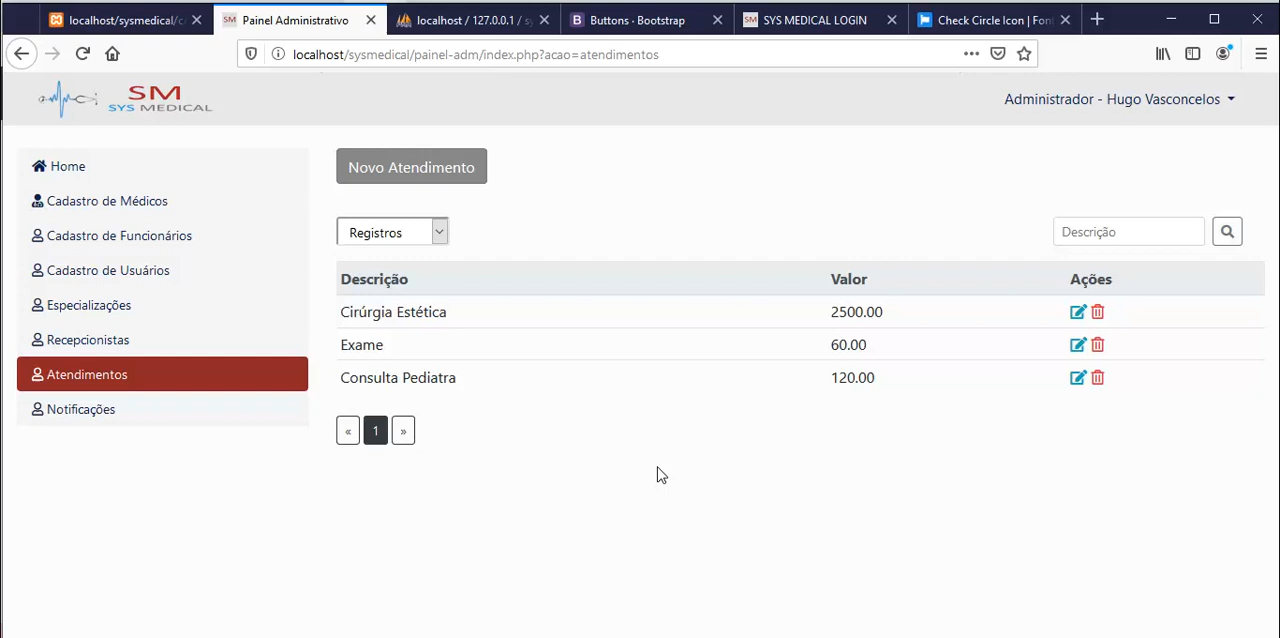 localhost/sysmedical/c
Painel Administrativo
localhost / 127.0.0.1 / sy
Buttons · Bootstrap
SYS MEDICAL LOGIN
Check Circle Icon | Font
localhost/sysmedical/painel-adm/index.php?acao=atendimentos
SM
SYS MEDICAL
Administrador - Hugo Vasconcelos
Home
Cadastro de Médicos
Cadastro de Funcionários
Cadastro de Usuários
Especializações
Recepcionistas
Atendimentos
Notificações
Novo Atendimento
Registros
Descrição
Descrição Valor Ações
Cirúrgia Estética 2500.00
Exame 60.00
Consulta Pediatra 120.00
« 1 »